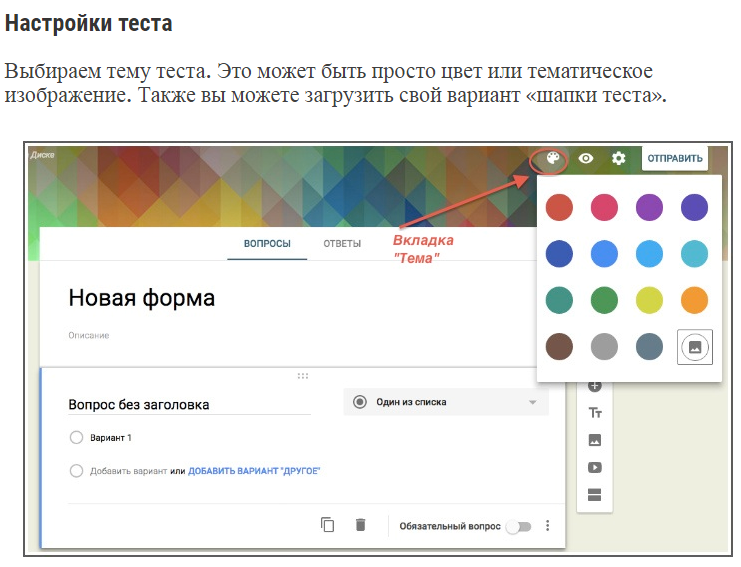 Настройки теста
Выбираем тему теста. Это может быть просто цвет или тематическое
изображение. Также вы можете загрузить свой вариант «шапки теста».
Диске
ОТПРАВИТЬ
ВОПРОСЫ
ОТВЕТЫ
Вкладка
"Тема"
Новая форма
Описание
Вопрос без заголовка
Один из списка
Вариант 1
Добавить вариант или ДОБАВИТЬ ВАРИАНТ "ДРУГОЕ"
Тт
Обязательный вопрос